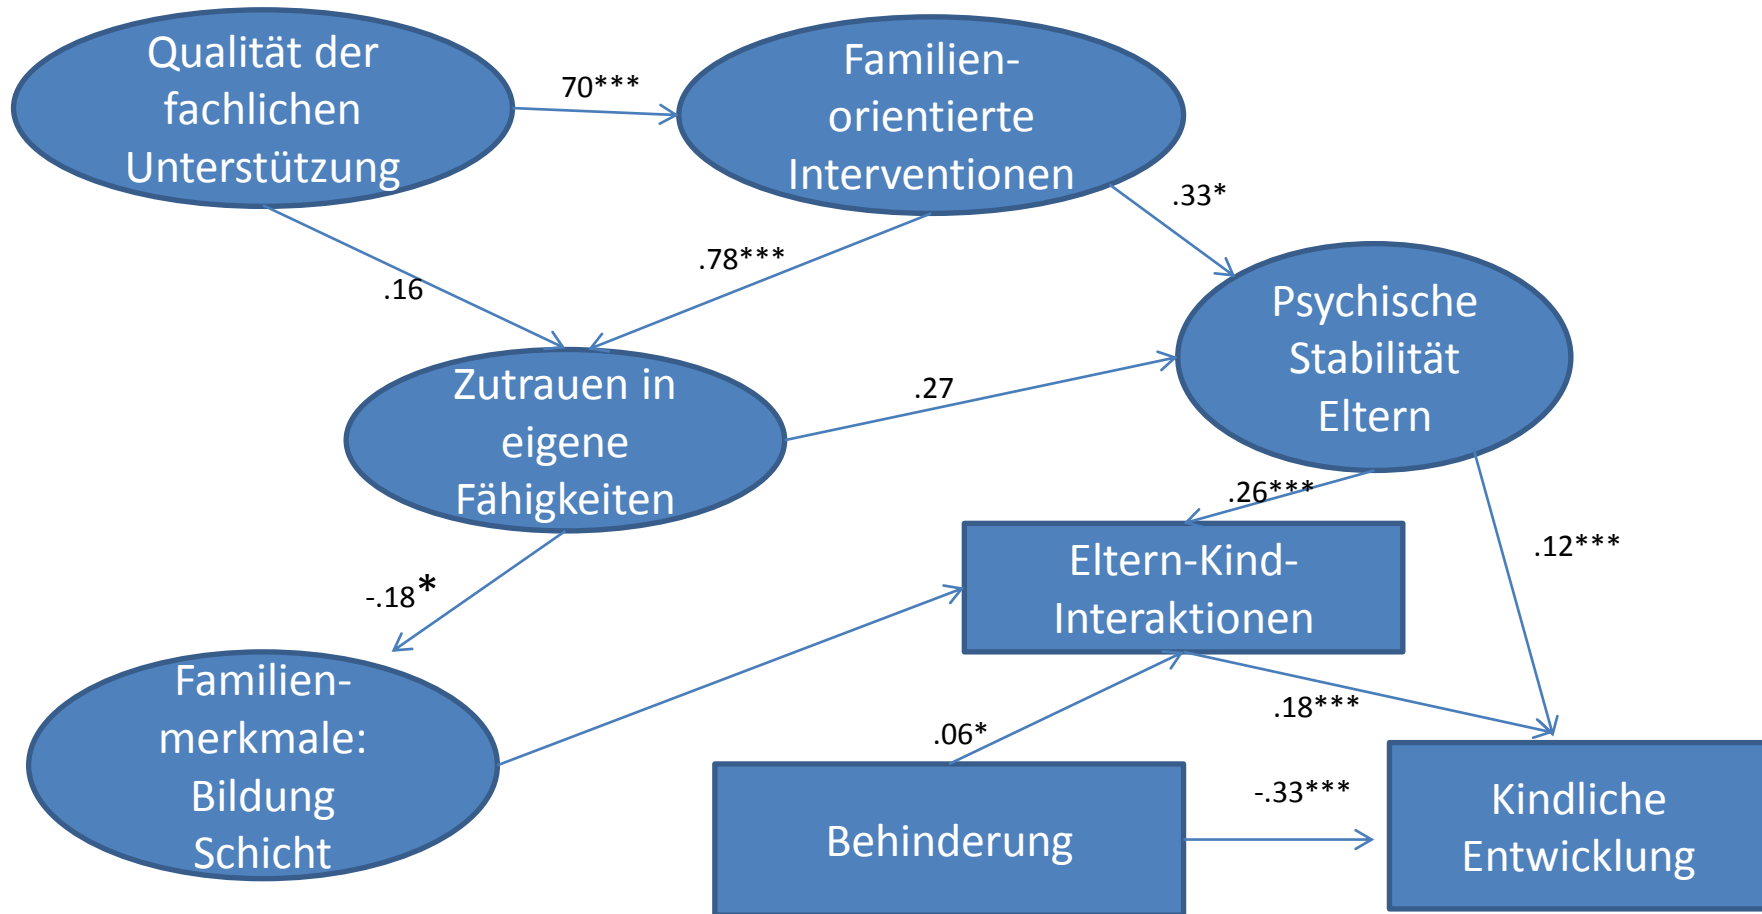 Qualität der
fachlichen
Unterstützung
70***
Familien-
orientierte
Interventionen
.33*
.78***
.16
Psychische
Stabilität
Eltern
Zutrauen in
eigene
Fähigkeiten
.27
.26***
.12***
Eltern-Kind-
Interaktionen
-.18*
Familien-
merkmale:
Bildung
Schicht
.06*
.18***
Behinderung
-.33***
Kindliche
Entwicklung